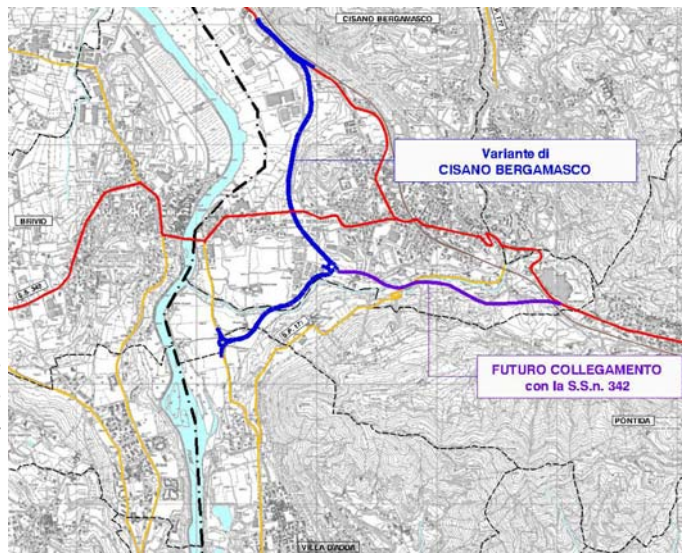 CISANO BERGAMASCO
Variante di
CISANO BERGAMASCO
BRIVIO
S.S. 342
S.P. 171
FUTURO COLLEGAMENTO
con la S.S.n. 342
PONTIDA
VILLA D'ADDA